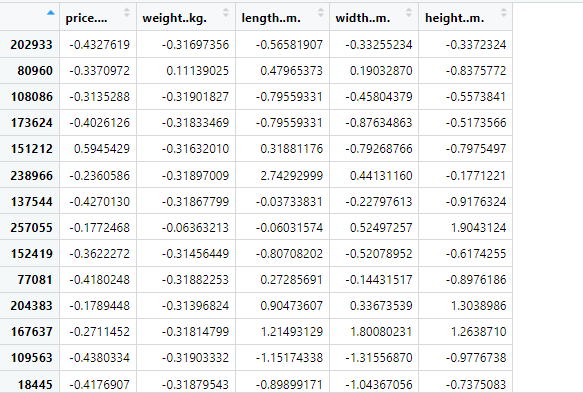 price.... weight..kg. length..m. width..m. height..m.
202933 -0.4327619 -0.31697356 -0.56581907 -0.33255234 -0.3372324
80960 -0.3370972 0.11139025 0.47965373 0.19032870 -0.8375772
108086 -0.3135288 -0.31901827 -0.79559331 -0.45804379 -0.5573841
173624 -0.4026126 -0.31833469 -0.79559331 -0.87634863 -0.5173566
151212 0.5945429 -0.31632010 0.31881176 -0.79268766 -0.7975497
238966 -0.2360586 -0.31897009 2.74292999 0.44131160 -0.1771221
137544 -0.4270130 -0.31867799 -0.03733831 -0.22797613 -0.9176324
257055 -0.1772468 -0.06363213 -0.06031574 0.52497257 1.9043124
152419 -0.3622272 -0.31456449 -0.80708202 -0.52078952 -0.6174255
77081 -0.4180248 -0.31882253 0.27285691 -0.14431517 -0.8976186
204383 -0.1789448 -0.31396824 0.90473607 0.33673539 1.3038986
167637 -0.2711452 -0.31814799 1.21493129 1.80080231 1.2638710
109563 -0.4380334 -0.31903332 -1.15174338 -1.31556870 -0.9776738
18445 -0.4176907 -0.31879543 -0.89899171 -1.04367056 -0.7375083